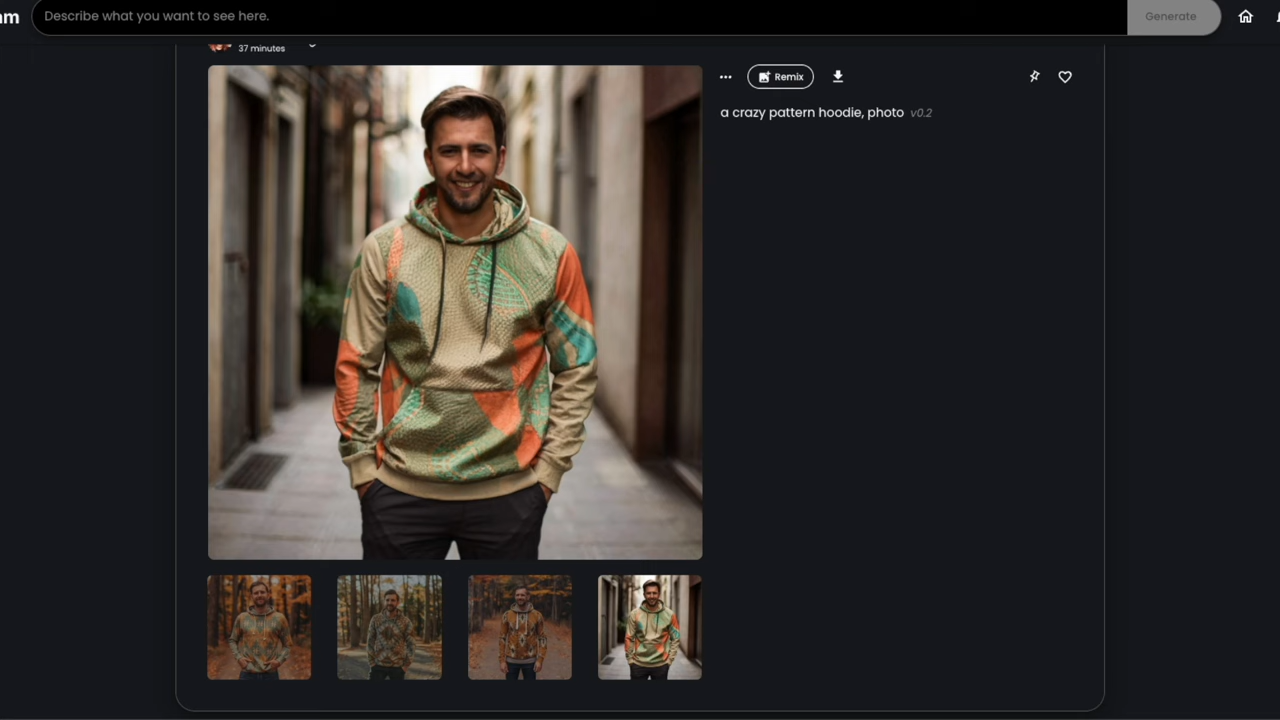 am
Describe what you want to see here.
Generate
37 minutes
Remix
a crazy pattern hoodie, photo v0.2